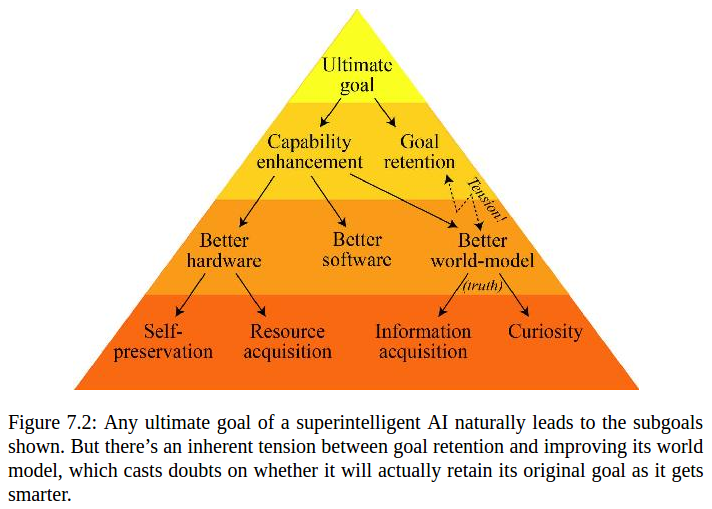 Ultimate
goal
Capability
enhancement
Goal
retention
Tension!
Better
hardware
Better
software
Better
world-model
(truth)
Self-
preservation
Resource
acquisition
Information
acquisition
Curiosity
Figure 7.2: Any ultimate goal of a superintelligent AI naturally leads to the subgoals
shown. But there’s an inherent tension between goal retention and improving its world
model, which casts doubts on whether it will actually retain its original goal as it gets
smarter.